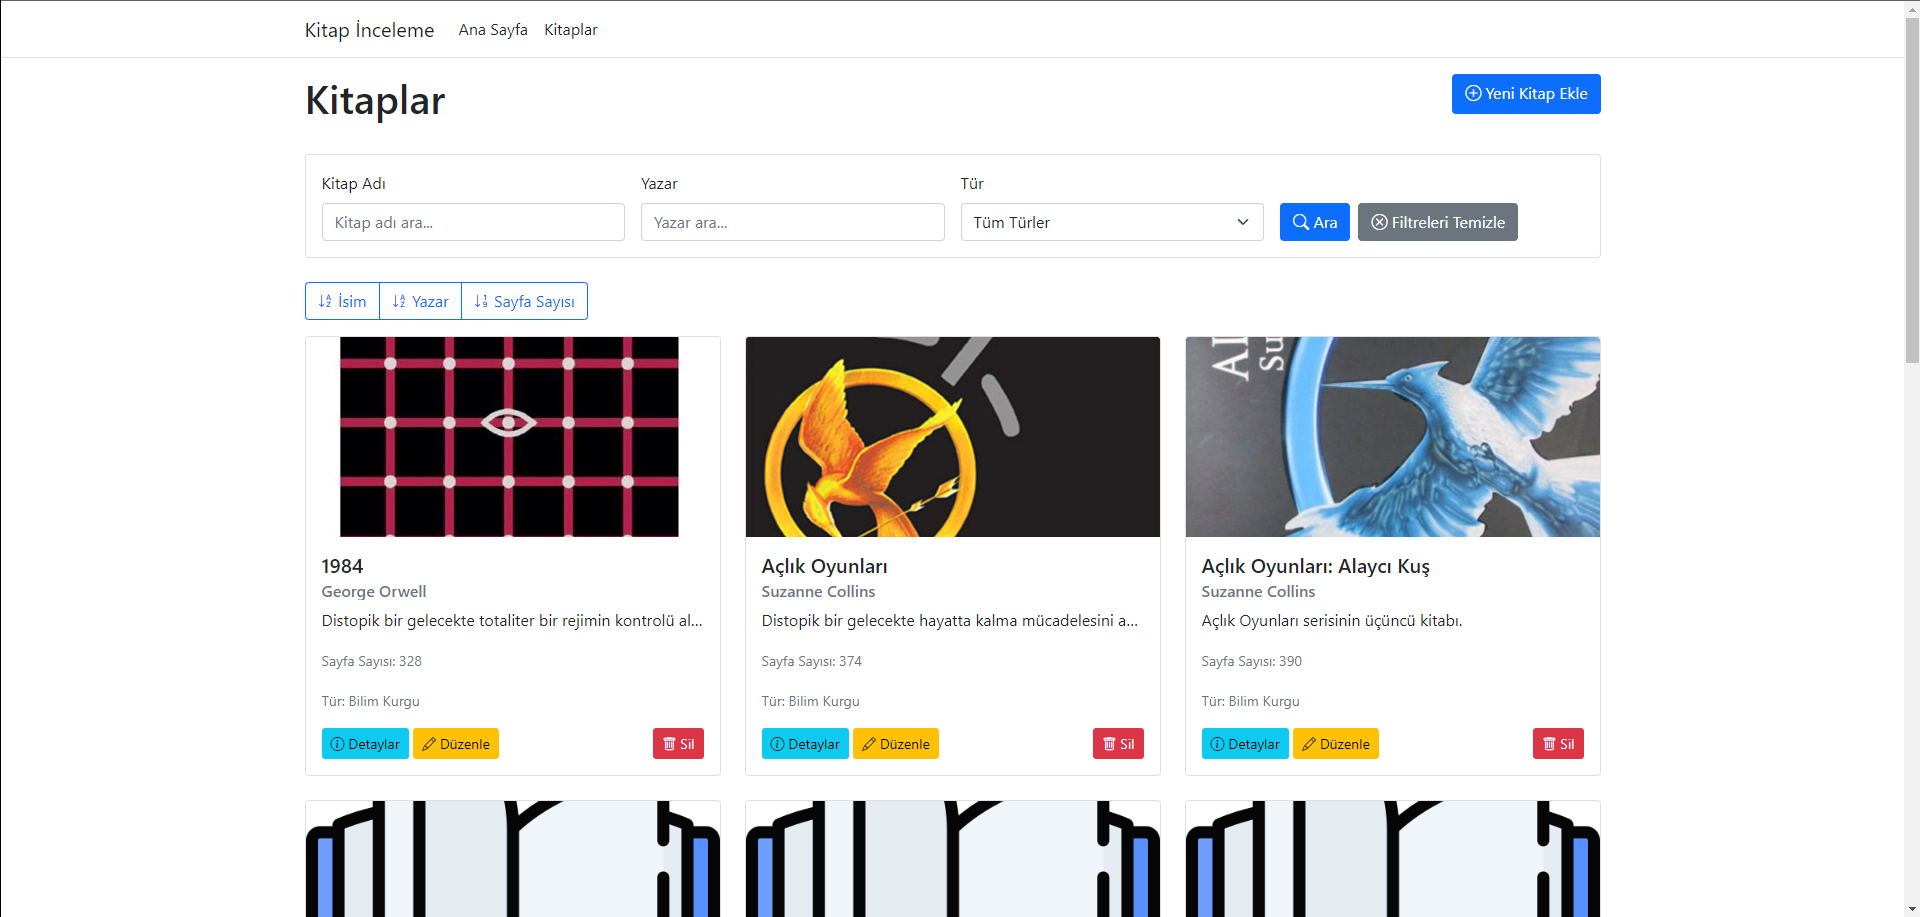 Kitap İnceleme Ana Sayfa Kitaplar
Kitaplar
Yeni Kitap Ekle
Kitap Adı
Yazar
Tür
Kitap adı ara...
Yazar ara...
Tüm Türler
Ara
Filtreleri Temizle
İsim
Yazar
Sayfa Sayısı
1984
George Orwell
Distopik bir gelecekte totaliter bir rejimin kontrolü al...
Sayfa Sayısı: 328
Tür: Bilim Kurgu
Detaylar
Düzenle
Sil
Açlık Oyunları
Suzanne Collins
Distopik bir gelecekte hayatta kalma mücadelesini a...
Sayfa Sayısı: 374
Tür: Bilim Kurgu
Detaylar
Düzenle
Sil
Açlık Oyunları: Alaycı Kuş
Suzanne Collins
Açlık Oyunları serisinin üçüncü kitabı.
Sayfa Sayısı: 390
Tür: Bilim Kurgu
Detaylar
Düzenle
Sil